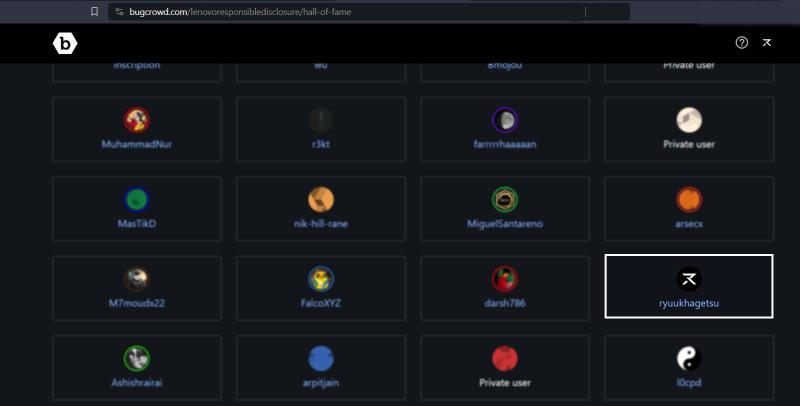 bugcrowd.com/lenovoresponsibledisclosure/hall-of-fame
b
Inscription
wu
Bmojou
Private user
MuhammadNur
r3kt
farrrrrhaaaaan
Private user
MasTikD
nik-hill-rane
MiguelSantareno
arsecx
M7moudx22
FalcoXYZ
darsh786
ryuukhagetsu
Ashishrairai
arpitjain
Private user
l0cpd